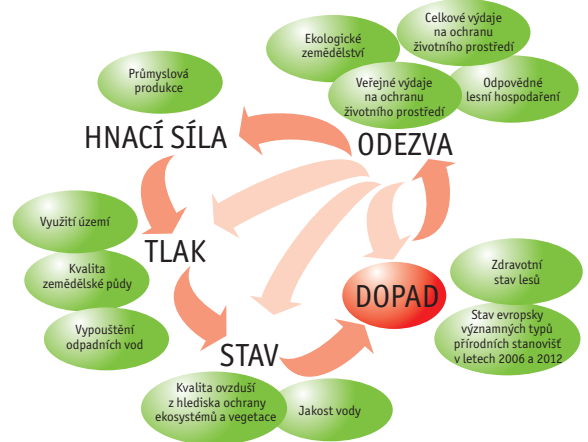 Ekologické
zemědělství
Celkové výdaje
na ochranu
životního prostředí
Průmyslová
produkce
Veřejné výdaje
na ochranu
životního prostředí
Odpovědné
lesní hospodaření
HNACÍ SÍLA
ODEZVA
Využití území
TLAK
Kvalita
zemědělské půdy
Vypouštění
odpadních vod
Zdravotní
stav lesů
DOPAD
Stav evropsky
významných typů
přírodních stanovišť
v letech 2006 a 2012
STAV
Kvalita ovzduší
z hlediska ochrany
ekosystémů a vegetace
Jakost vody